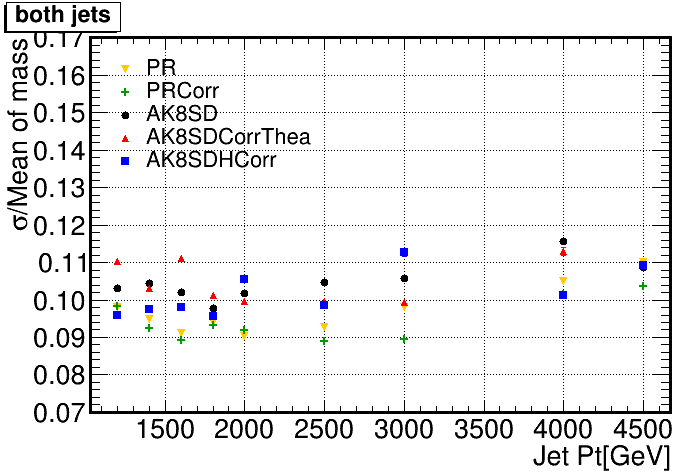 both jets
σ/Mean of mass
0.17
0.16
0.15
0.14
0.13
0.12
0.11
0.10
0.09
0.08
0.07
PR
PRCorr
AK8SD
AK8SDCorrThea
AK8SDHCorr
1500 2000 2500 3000 3500 4000 4500
Jet Pt[GeV]